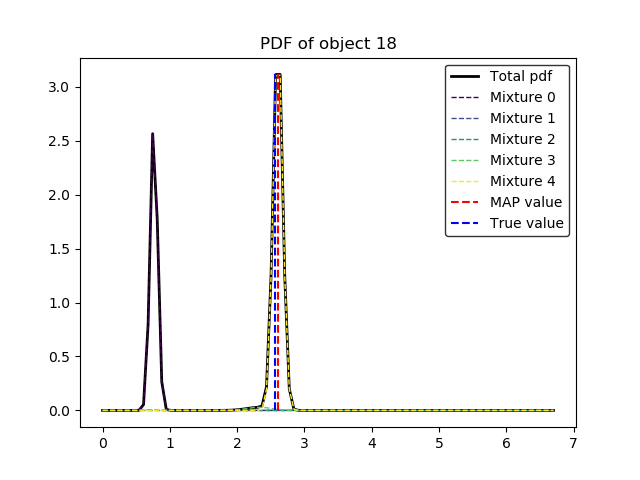 PDF of object 18
Total pdf
Mixture 0
Mixture 1
Mixture 2
Mixture 3
Mixture 4
MAP value
True value
3.0
2.5
2.0
1.5
1.0
0.5
0.0
0 1 2 3 4 5 6 7